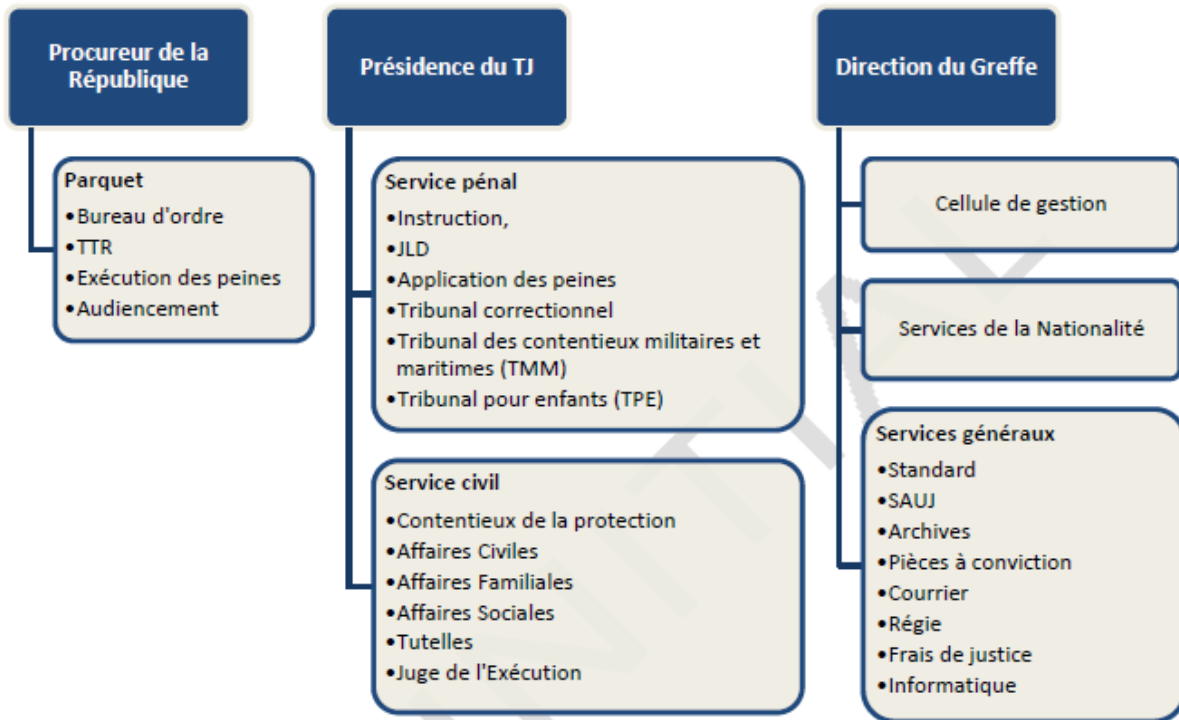 Procureur de la
République
Parquet
•Bureau d'ordre
•TTR
•Exécution des peines
•Audiencement
Présidence du TJ
Service pénal
•Instruction,
•JLD
•Application des peines
•Tribunal correctionnel
•Tribunal des contentieux militaires et
maritimes (TMM)
•Tribunal pour enfants (TPE)
Service civil
•Contentieux de la protection
•Affaires Civiles
•Affaires Familiales
•Affaires Sociales
•Tutelles
•Juge de l'Exécution
Direction du Greffe
Cellule de gestion
Services de la Nationalité
Services généraux
•Standard
•SAUJ
•Archives
•Pièces à conviction
•Courrier
•Régie
•Frais de justice
•Informatique